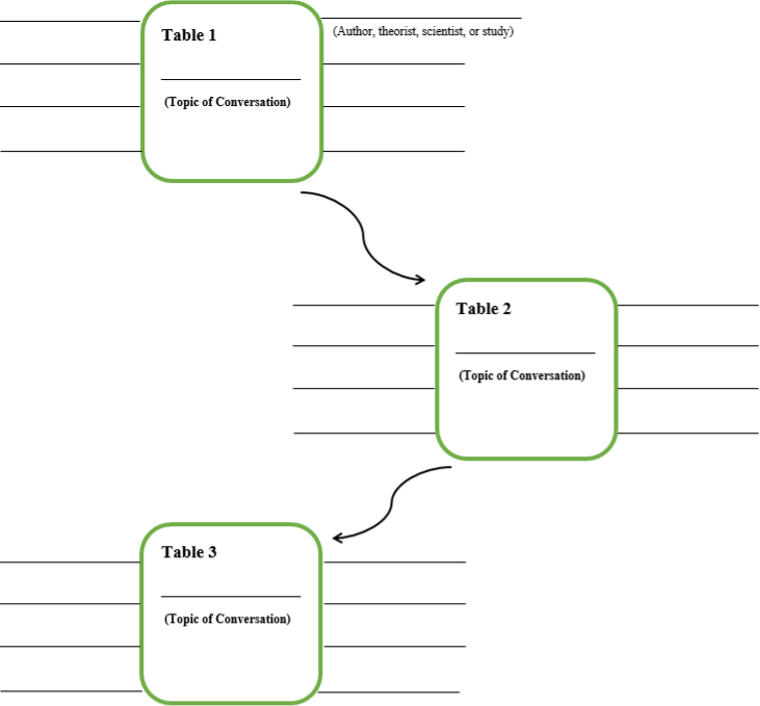 Table 1
(Author, theorist, scientist, or study)
(Topic of Conversation)
Table 2
(Topic of Conversation)
Table 3
(Topic of Conversation)